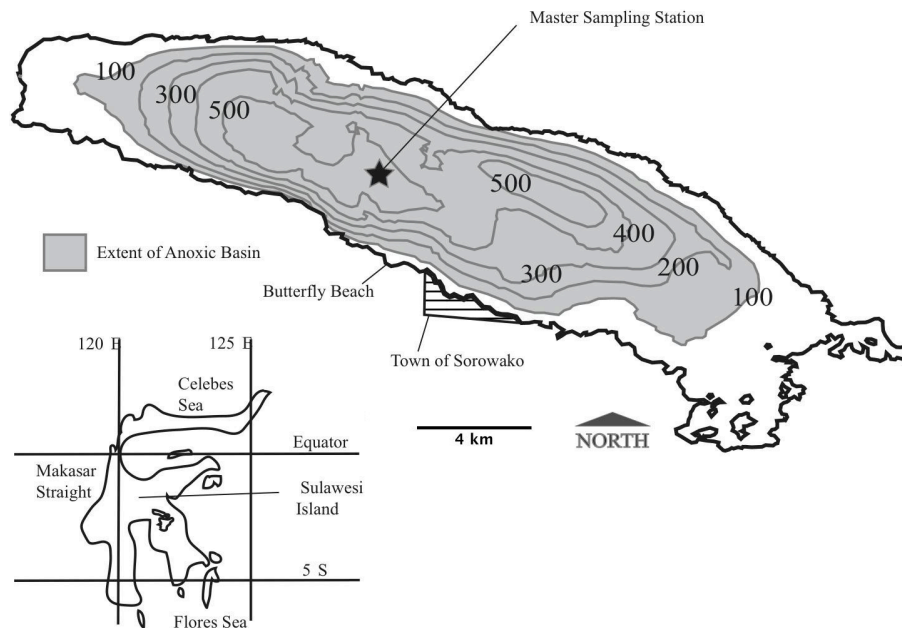 Master Sampling Station
100
300
500
500
400
200
300
100
Extent of Anoxic Basin
Butterfly Beach
Town of Sorowako
4 km
NORTH
120 E
125 E
Celebes
Sea
Equator
Makasar
Straight
Sulawesi
Island
5 S
Flores Sea